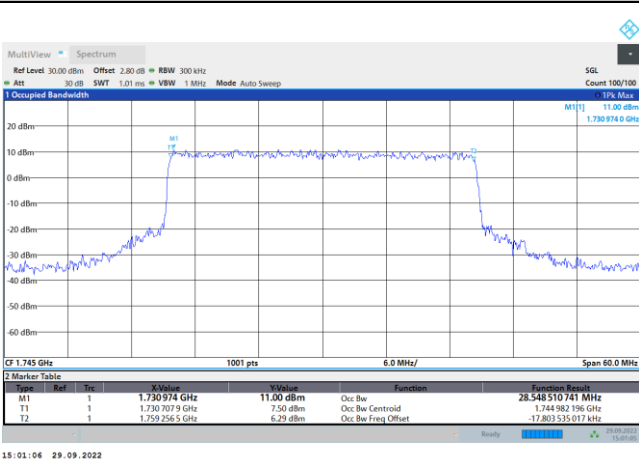 MultiView Spectrum
Ref Level 30.00 dBm Offset 2.80 dB RBW 300 kHz SGL
Att 30 dB SWT 1.01 ms VBW 1 MHz Mode Auto Sweep Count 100/100
1 Occupied Bandwidth 1Pk Max
M1[1] 11.00 dBm
1.730 974 0 GHz
20 dBm
M1
T1
T2
10 dBm
0 dBm
-10 dBm
-20 dBm
-30 dBm
-40 dBm
-50 dBm
-60 dBm
CF 1.745 GHz 1001 pts 6.0 MHz/ Span 60.0 MHz
2 Marker Table
Type Ref Trc X-Value Y-Value Function Function Result
M1 1 1.730 974 GHz 11.00 dBm Occ Bw 28.548 510 741 MHz
T1 1 1.730 707 9 GHz 7.50 dBm Occ Bw Centroid 1.744 982 196 GHz
T2 1 1.759 256 5 GHz 6.29 dBm Occ Bw Freq Offset -17.803 535 017 kHz
Ready 29.09.2022
15:01:05
15:01:06 29.09.2022